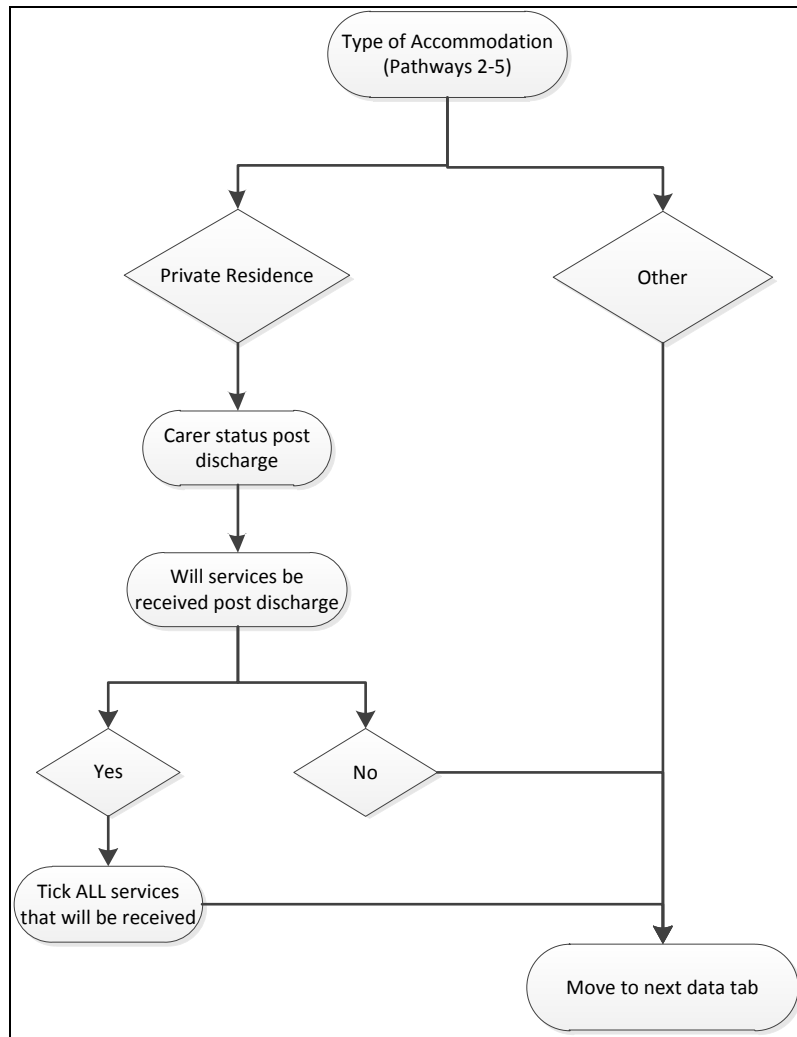 Type of Accommodation
(Pathways 2-5)
Private Residence
Other
Carer status post
discharge
Will services be
received post discharge
Yes
No
Tick ALL services
that will be received
Move to next data tab